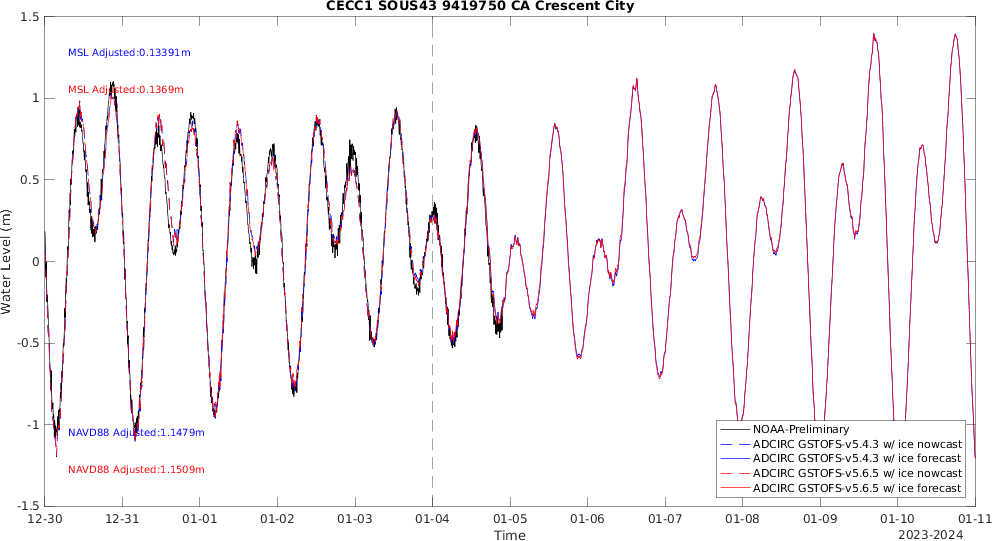 CECC1 SOUS43 9419750 CA Crescent City
1.5
1
0.5
0
-0.5
-1
-1.5
Water Level (m)
MSL Adjusted:0.13391m
MSL Adjusted:0.1369m
NAVD88 Adjusted:1.1479m
NAVD88 Adjusted:1.1509m
NOAA-Preliminary
ADCIRC GSTOFS-v5.4.3 w/ ice nowcast
ADCIRC GSTOFS-v5.4.3 w/ ice forecast
ADCIRC GSTOFS-v5.6.5 w/ ice nowcast
ADCIRC GSTOFS-v5.6.5 w/ ice forecast
12-30 12-31 01-01 01-02 01-03 01-04 01-05 01-06 01-07 01-08 01-09 01-10 01-11
Time
2023-2024